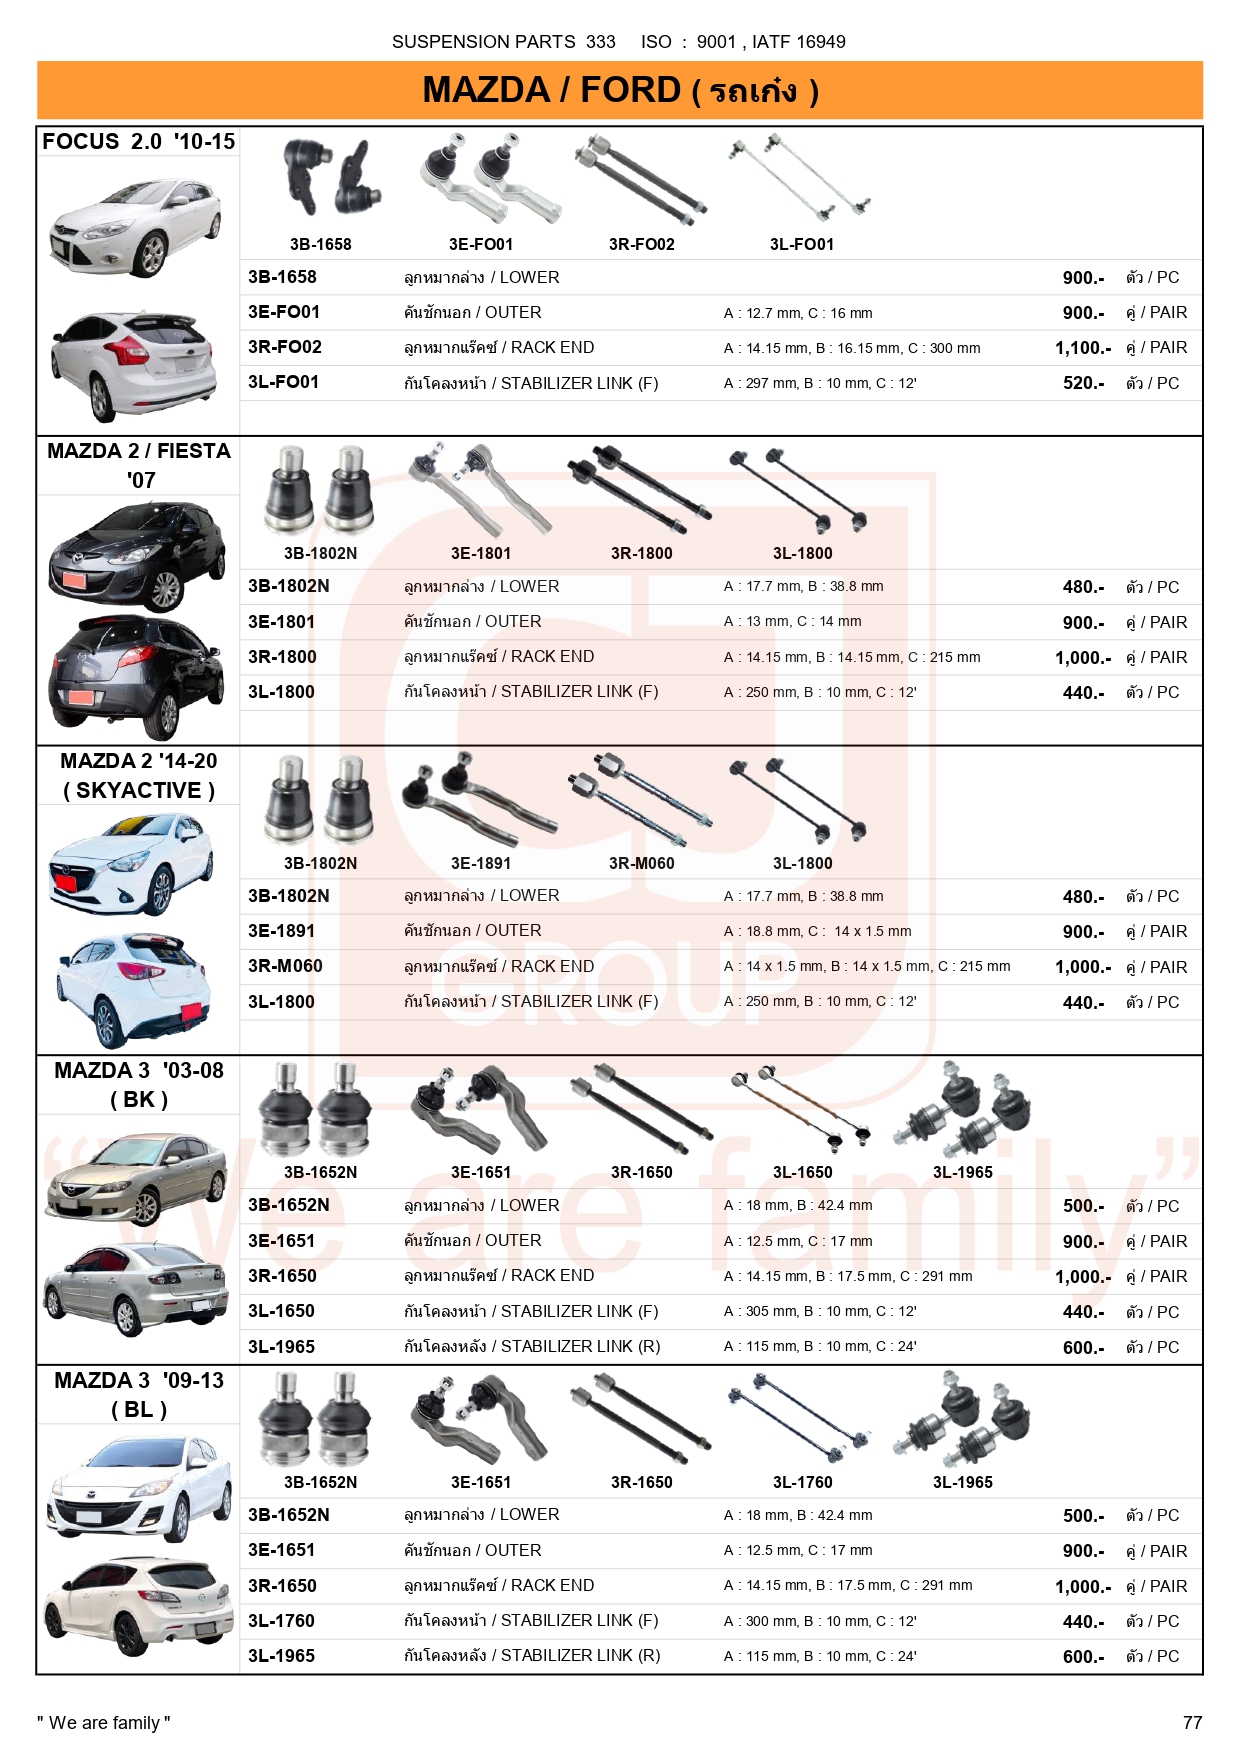 SUSPENSION PARTS  333     ISO  :  9001 , IATF 16949
MAZDA / FORD ( รถเก๋ง )
FOCUS  2.0  '10-15
3B-1658 3E-FO01 3R-FO02 3L-FO01
3B-1658 ลูกหมากล่าง / LOWER 900.- ตัว / PC
3E-FO01 คันชักนอก / OUTER A : 12.7 mm, C : 16 mm 900.- คู่ / PAIR
3R-FO02 ลูกหมากแร๊คซ์ / RACK END A : 14.15 mm, B : 16.15 mm, C : 300 mm 1,100.- คู่ / PAIR
3L-FO01 กันโคลงหน้า / STABILIZER LINK (F) A : 297 mm, B : 10 mm, C : 12' 520.- ตัว / PC
MAZDA 2 / FIESTA
'07
3B-1802N 3E-1801 3R-1800 3L-1800
3B-1802N ลูกหมากล่าง / LOWER A : 17.7 mm, B : 38.8 mm 480.- ตัว / PC
3E-1801 คันชักนอก / OUTER A : 13 mm, C : 14 mm 900.- คู่ / PAIR
3R-1800 ลูกหมากแร๊คซ์ / RACK END A : 14.15 mm, B : 14.15 mm, C : 215 mm 1,000.- คู่ / PAIR
3L-1800 กันโคลงหน้า / STABILIZER LINK (F) A : 250 mm, B : 10 mm, C : 12' 440.- ตัว / PC
MAZDA 2 '14-20
( SKYACTIVE )
3B-1802N 3E-1891 3R-M060 3L-1800
3B-1802N ลูกหมากล่าง / LOWER A : 17.7 mm, B : 38.8 mm 480.- ตัว / PC
3E-1891 คันชักนอก / OUTER A : 18.8 mm, C :  14 x 1.5 mm 900.- คู่ / PAIR
3R-M060 ลูกหมากแร๊คซ์ / RACK END A : 14 x 1.5 mm, B : 14 x 1.5 mm, C : 215 mm 1,000.- คู่ / PAIR
3L-1800 กันโคลงหน้า / STABILIZER LINK (F) A : 250 mm, B : 10 mm, C : 12' 440.- ตัว / PC
CJ
GROUP
MAZDA 3  '03-08
( BK )
3B-1652N 3E-1651 3R-1650 3L-1650 3L-1965
3B-1652N ลูกหมากล่าง / LOWER A : 18 mm, B : 42.4 mm 500.- ตัว / PC
3E-1651 คันชักนอก / OUTER A : 12.5 mm, C : 17 mm 900.- คู่ / PAIR
3R-1650 ลูกหมากแร๊คซ์ / RACK END A : 14.15 mm, B : 17.5 mm, C : 291 mm 1,000.- คู่ / PAIR
3L-1650 กันโคลงหน้า / STABILIZER LINK (F) A : 305 mm, B : 10 mm, C : 12' 440.- ตัว / PC
3L-1965 กันโคลงหลัง / STABILIZER LINK (R) A : 115 mm, B : 10 mm, C : 24' 600.- ตัว / PC
“We are family”
MAZDA 3  '09-13
( BL )
3B-1652N 3E-1651 3R-1650 3L-1760 3L-1965
3B-1652N ลูกหมากล่าง / LOWER A : 18 mm, B : 42.4 mm 500.- ตัว / PC
3E-1651 คันชักนอก / OUTER A : 12.5 mm, C : 17 mm 900.- คู่ / PAIR
3R-1650 ลูกหมากแร๊คซ์ / RACK END A : 14.15 mm, B : 17.5 mm, C : 291 mm 1,000.- คู่ / PAIR
3L-1760 กันโคลงหน้า / STABILIZER LINK (F) A : 300 mm, B : 10 mm, C : 12' 440.- ตัว / PC
3L-1965 กันโคลงหลัง / STABILIZER LINK (R) A : 115 mm, B : 10 mm, C : 24' 600.- ตัว / PC
" We are family " 77